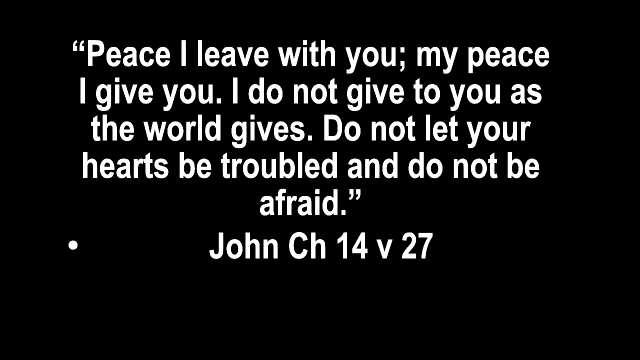 “Peace I leave with you; my peace
I give you. I do not give to you as
the world gives. Do not let your
hearts be troubled and do not be
afraid.”
• John Ch 14 v 27